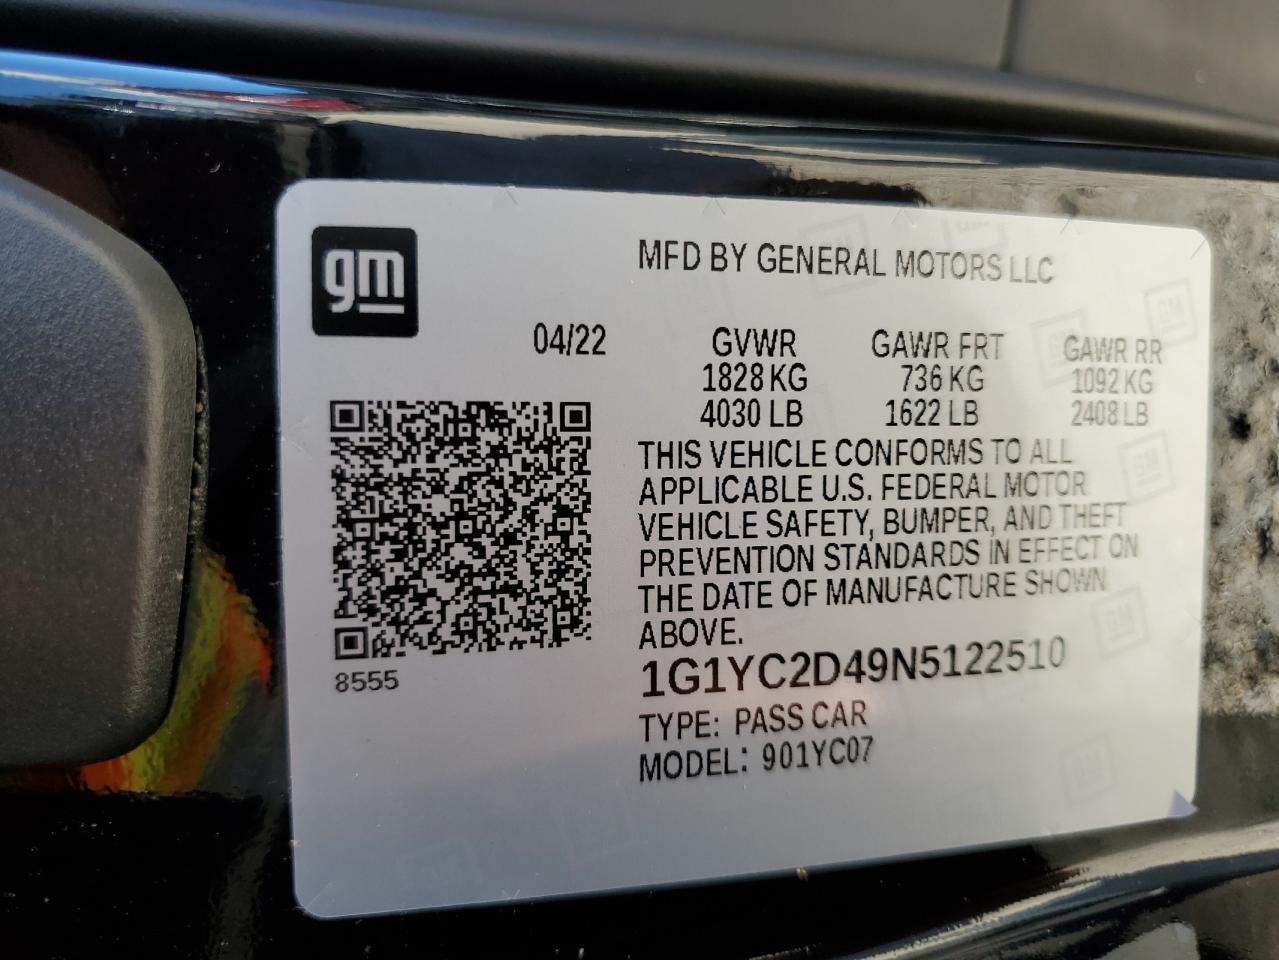 gm
MFD BY GENERAL MOTORS LLC
04/22 GVWR GAWR FRT GAWR RR
1828 KG 736 KG 1092 KG
4030 LB 1622 LB 2408 LB
THIS VEHICLE CONFORMS TO ALL
APPLICABLE U.S. FEDERAL MOTOR
VEHICLE SAFETY, BUMPER, AND THEFT
PREVENTION STANDARDS IN EFFECT ON
THE DATE OF MANUFACTURE SHOWN
ABOVE.
8555
1G1YC2D49N5122510
TYPE: PASS CAR
MODEL: 901YC07